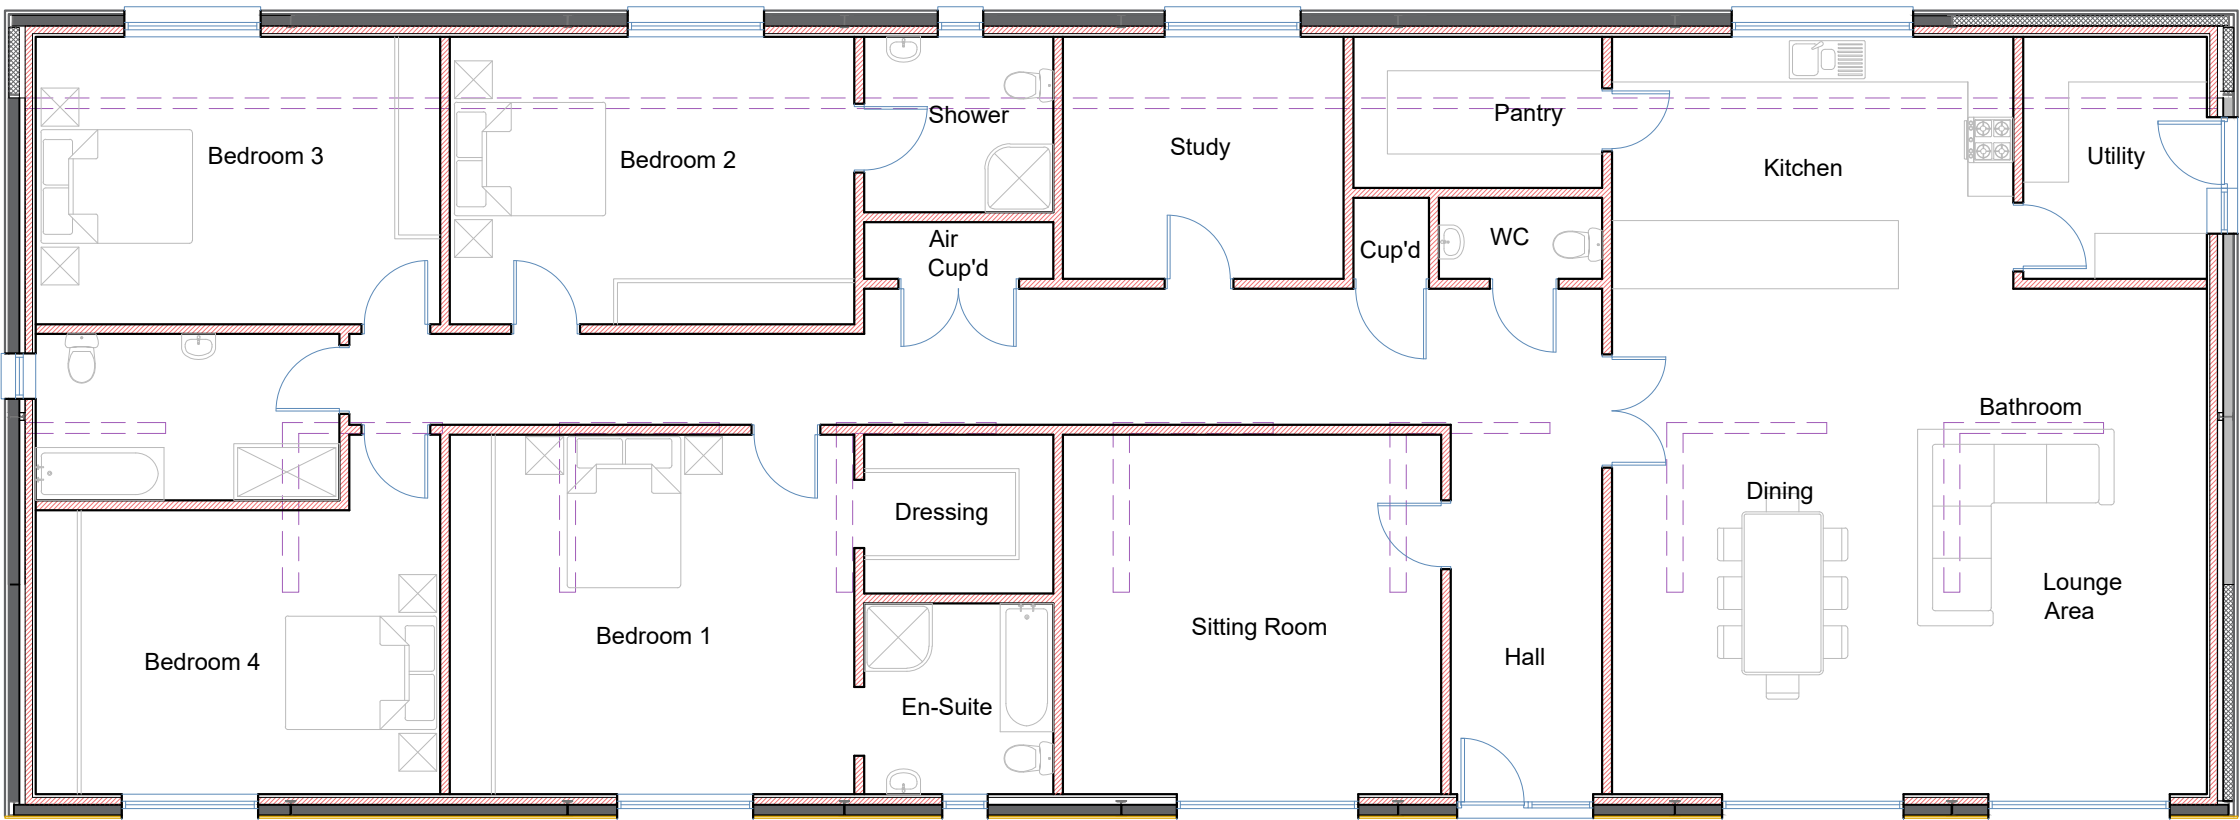 Bedroom 3
Bedroom 2
Shower
Study
Pantry
Kitchen
Utility
Air
Cup'd
Cup'd
WC
Bathroom
Dining
Lounge
Area
Dressing
Sitting Room
Hall
Bedroom 1
Bedroom 4
En-Suite